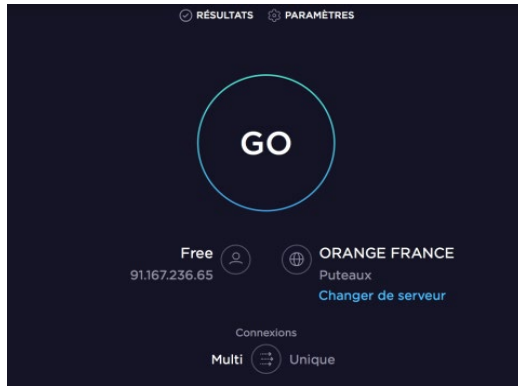 RÉSULTATS PARAMÈTRES
GO
Free ORANGE FRANCE
91.167.236.65 Puteaux
Changer de serveur
Connexions
Multi Unique